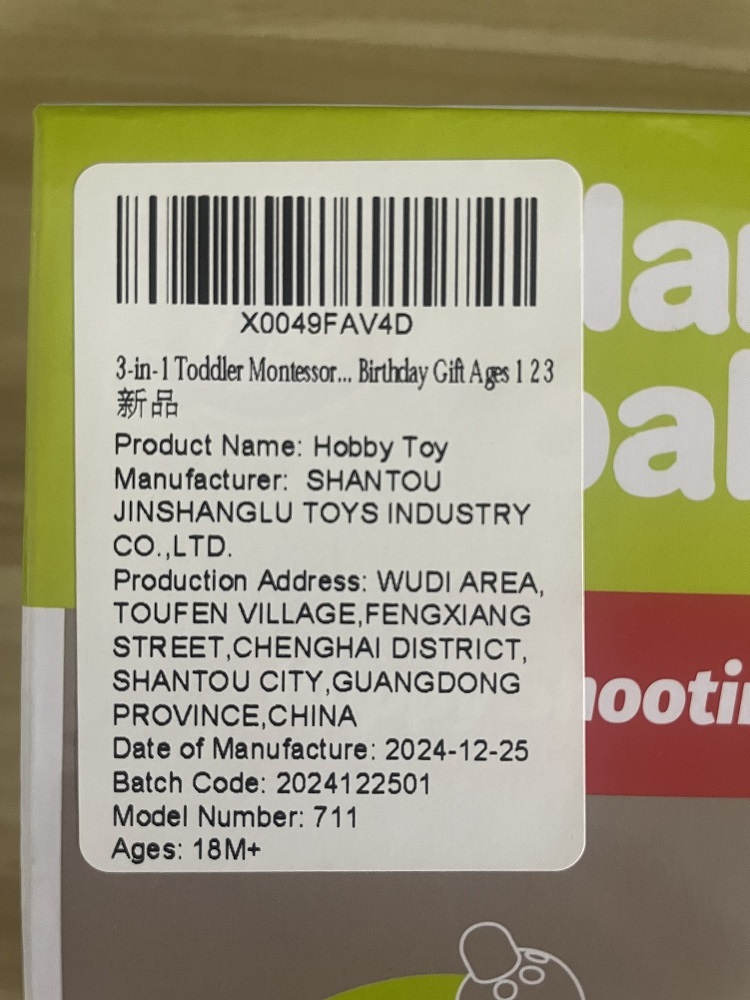 X0049FAV4D
3-in-1 Toddler Montessor... Birthday Gift Ages 1 2 3
新品
Product Name: Hobby Toy
Manufacturer: SHANTOU
JINSHANGLU TOYS INDUSTRY
CO.,LTD.
Production Address: WUDI AREA,
TOUFEN VILLAGE,FENGXIANG
STREET,CHENGHAI DISTRICT,
SHANTOU CITY,GUANGDONG
PROVINCE,CHINA
Date of Manufacture: 2024-12-25
Batch Code: 2024122501
Model Number: 711
Ages: 18M+